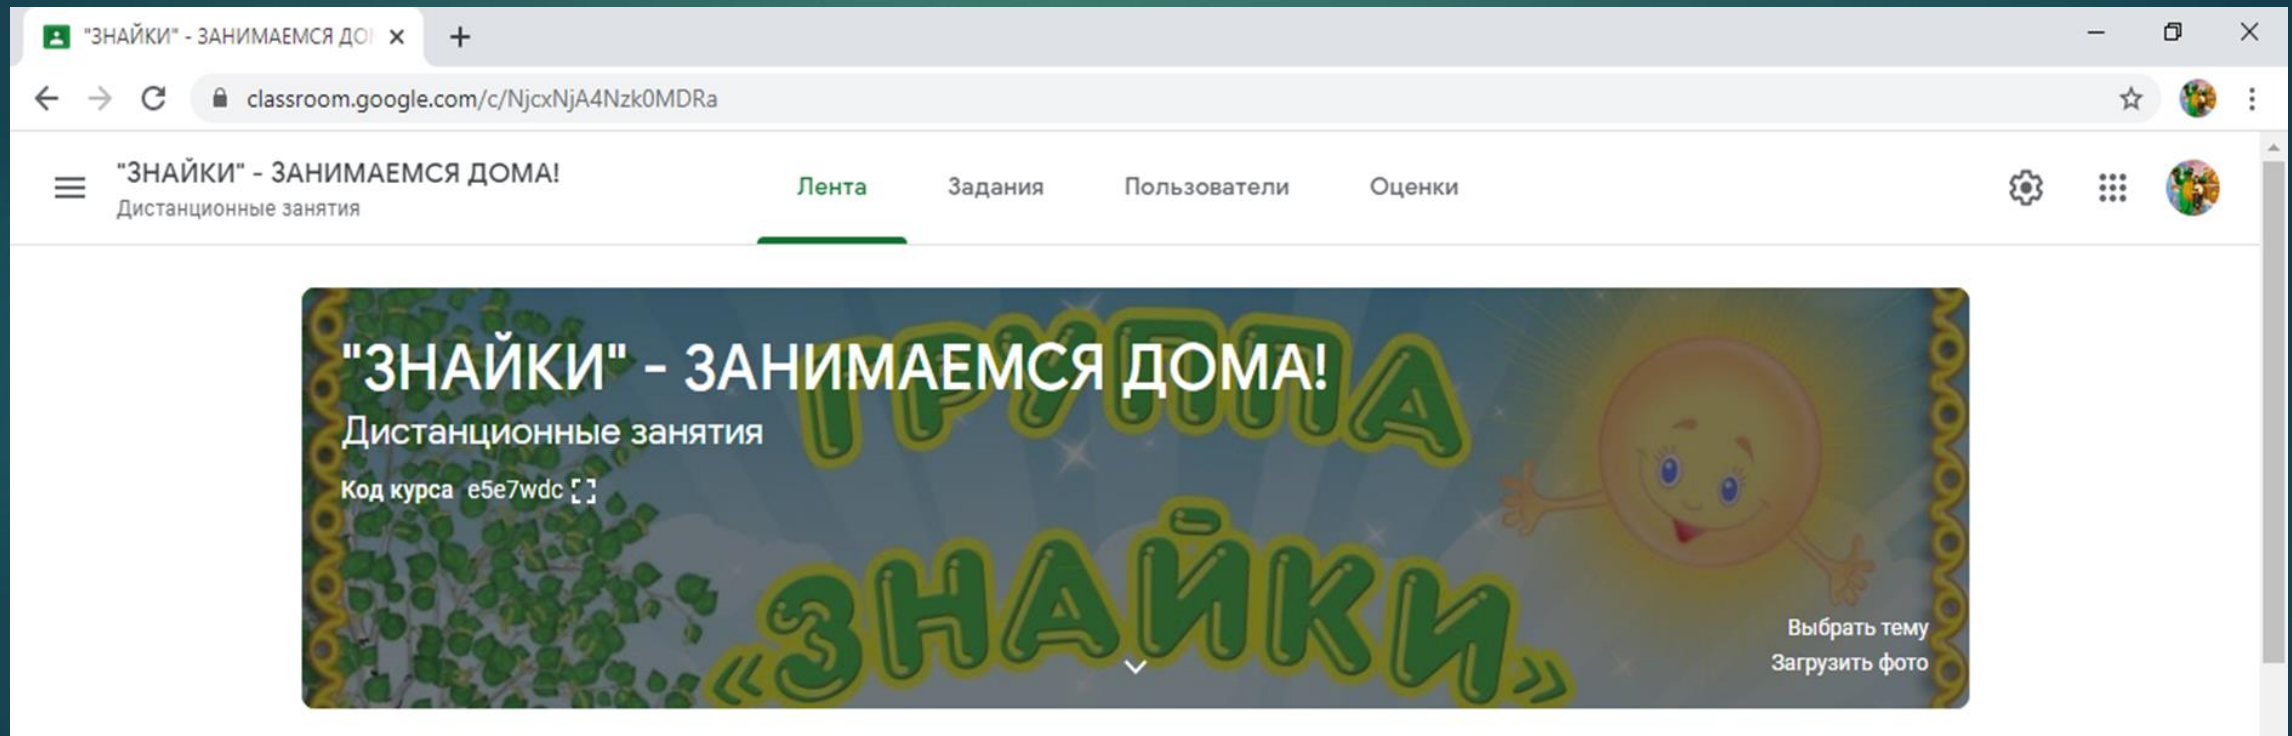 "ЗНАЙКИ" - ЗАНИМАЕМСЯ ДО
classroom.google.com/c/NjcxNjA4Nzk0MDRa
"ЗНАЙКИ" - ЗАНИМАЕМСЯ ДОМА!
Дистанционные занятия
Лента Задания Пользователи Оценки
ГРУППА
"ЗНАЙКИ" - ЗАНИМАЕМСЯ ДОМА!
Дистанционные занятия
Код курса e5e7wdc
«ЗНАЙКИ»
Выбрать тему
Загрузить фото